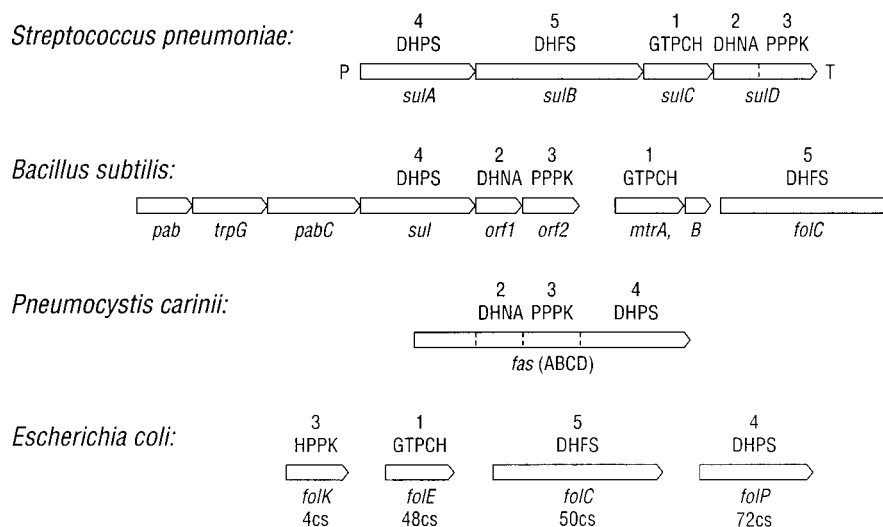 4 5 1 2 3
Streptococcus pneumoniae: DHPS DHFS GTPCH DHNA PPPK
P T
sulA sulB sulC sulD
4 2 3 1 5
Bacillus subtilis: DHPS DHNA PPPK GTPCH DHFS
pab trpG pabC sul orf1 orf2 mtrA, B folC
Pneumocystis carinii: 2 3 4
DHNA PPPK DHPS
fas (ABCD)
3 1 5 4
Escherichia coli: HPPK GTPCH DHFS DHPS
folK folE folC folP
4cs 48cs 50cs 72cs